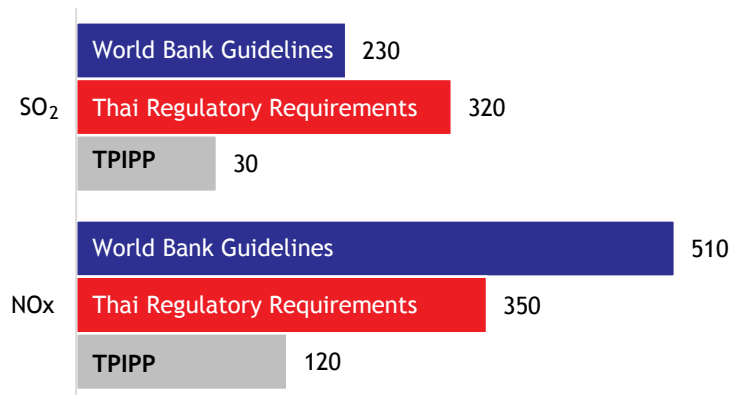 World Bank Guidelines 230
SO2 Thai Regulatory Requirements 320
TPIPP 30
World Bank Guidelines 510
NOx Thai Regulatory Requirements 350
TPIPP 120